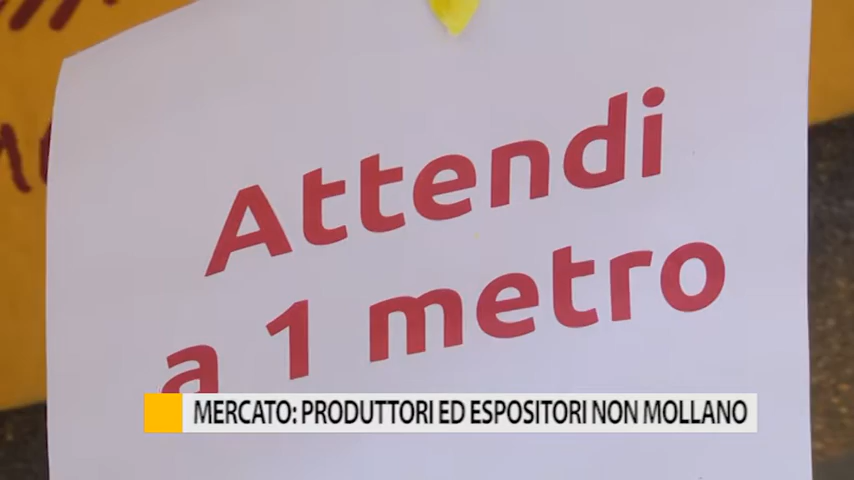 Attendi
a 1 metro
MERCATO: PRODUTTORI ED ESPOSITORI NON MOLLANO